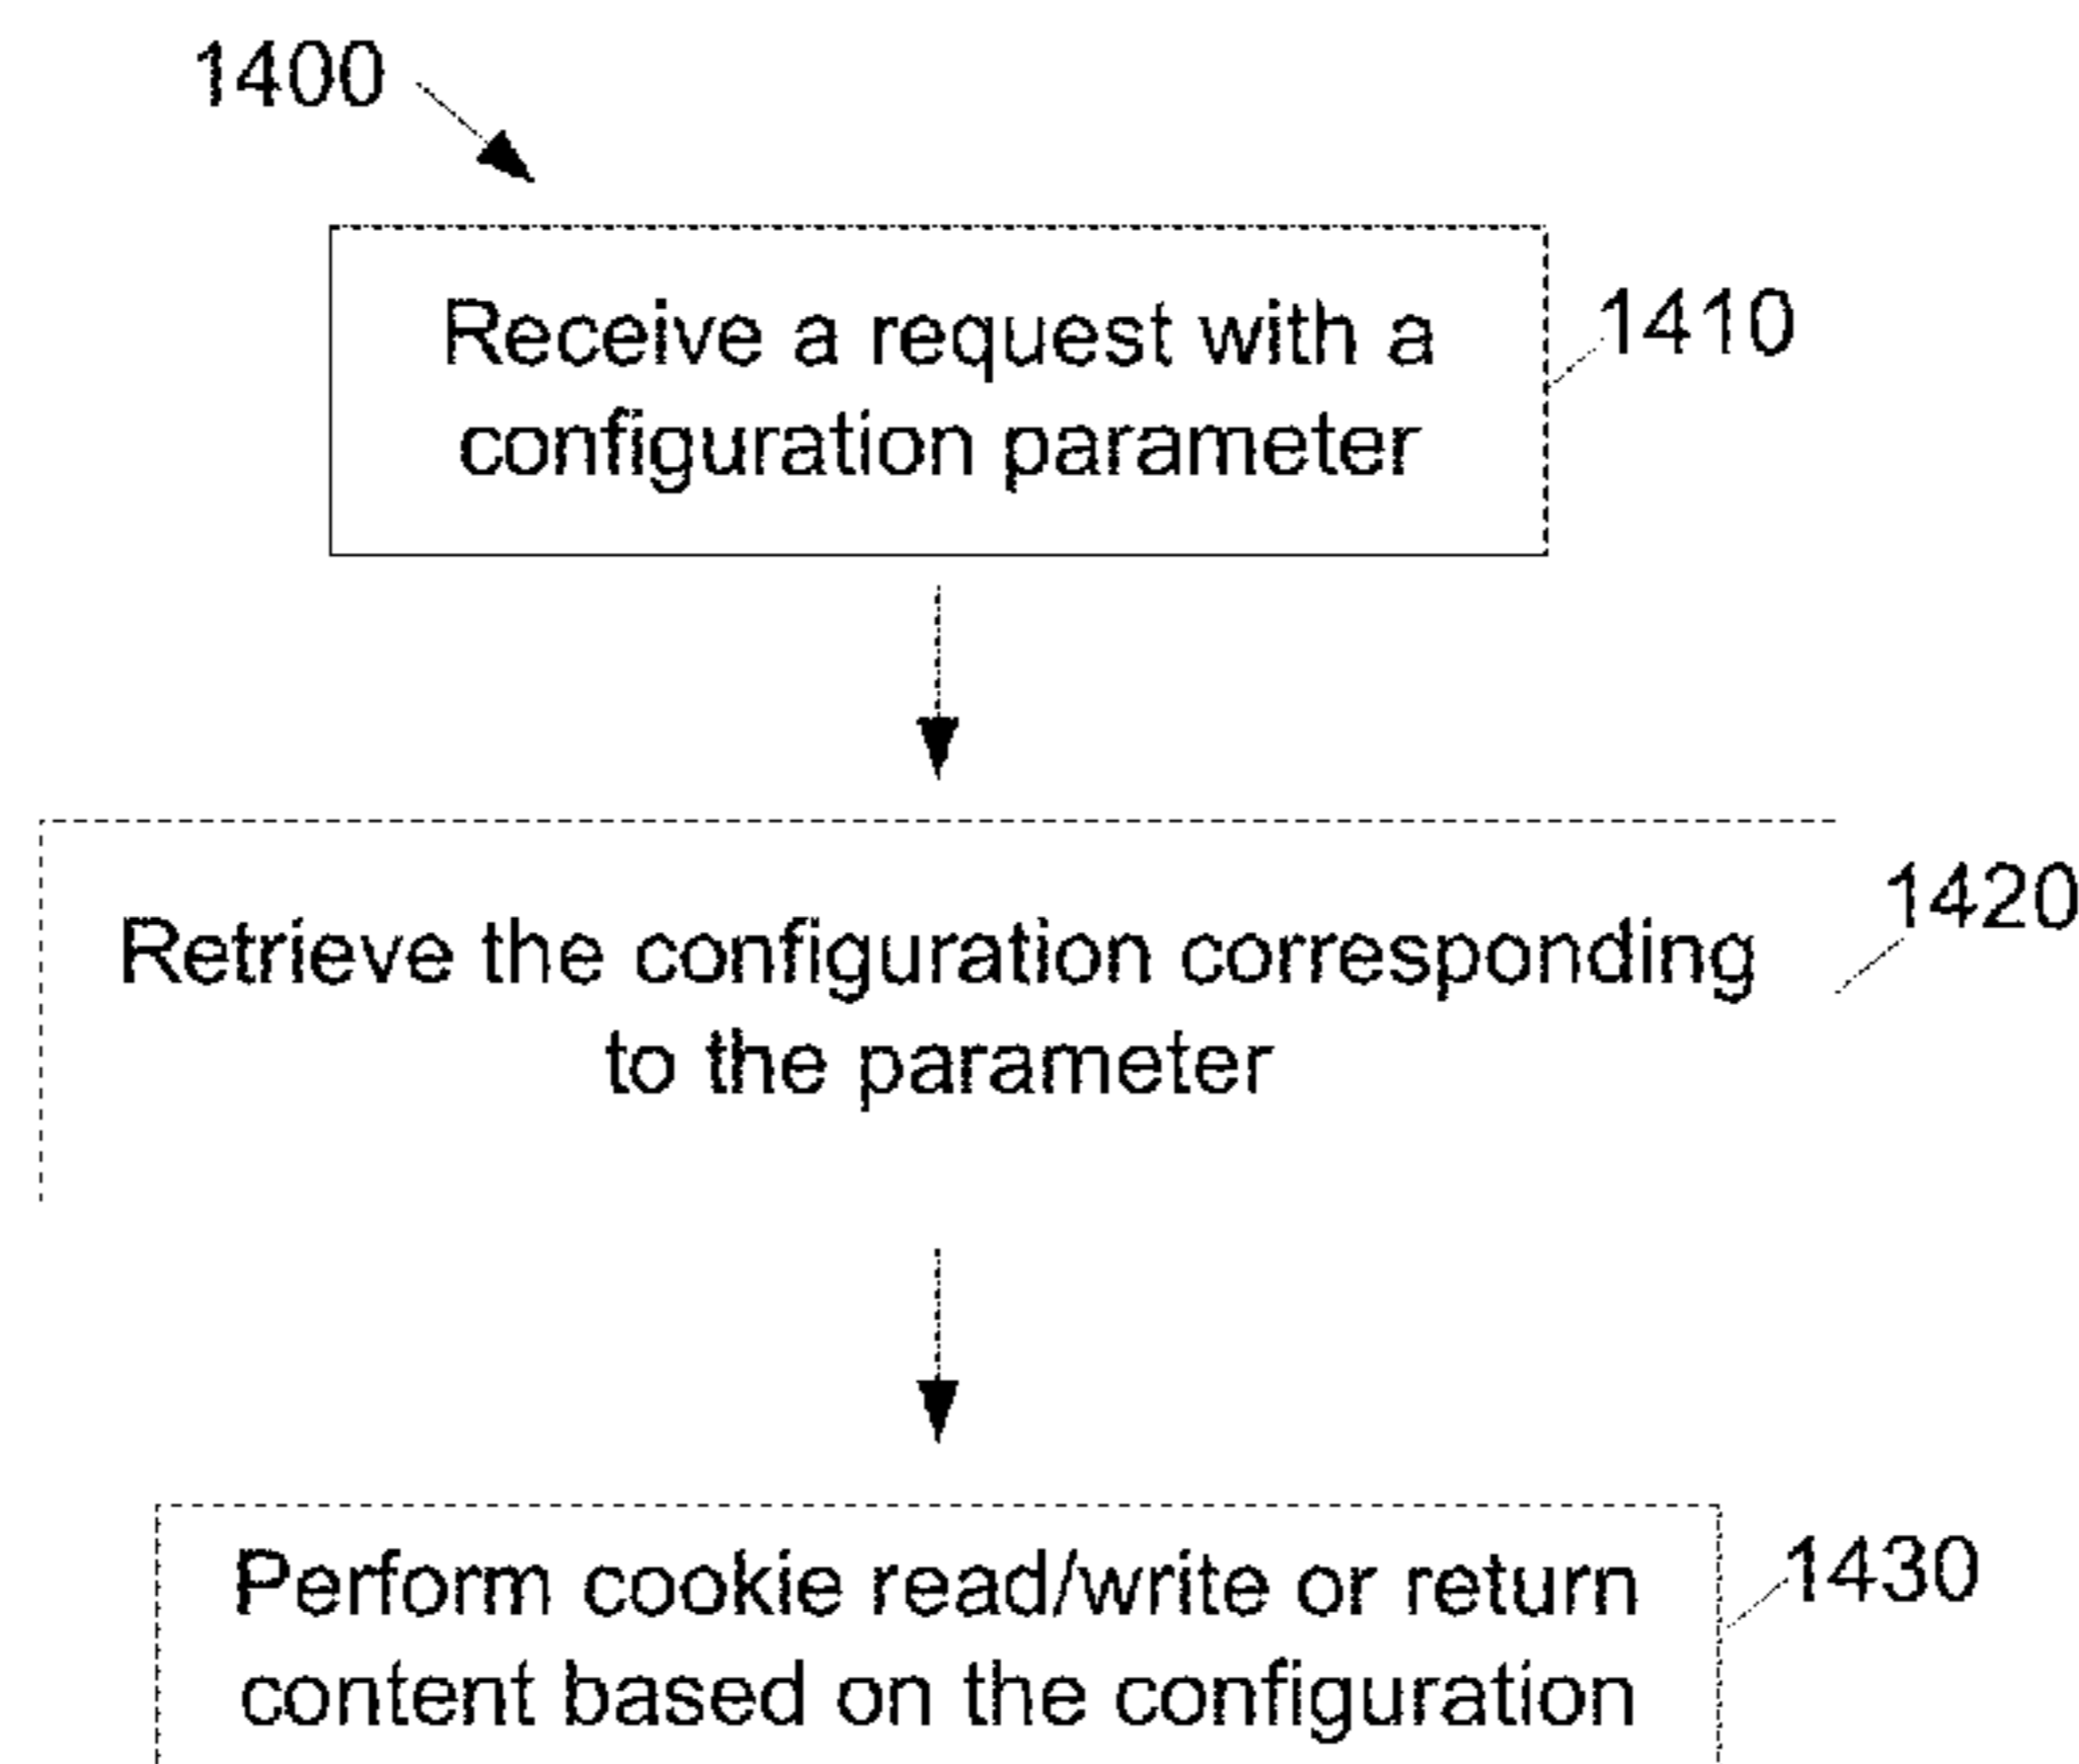 1400
Receive a request with a
configuration parameter
1410
Retrieve the configuration corresponding
to the parameter
1420
Perform cookie read/write or return
content based on the configuration
1430